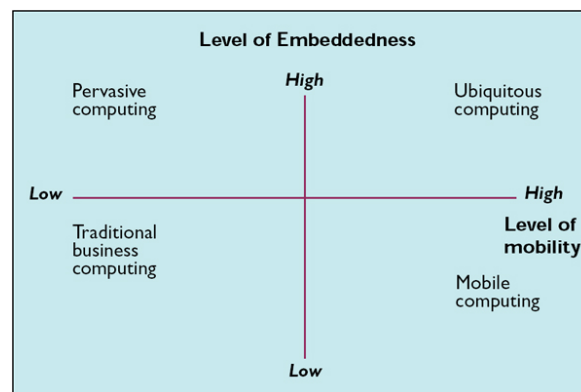 Level of Embeddedness
Pervasive
computing
High
Ubiquitous
computing
Low
High
Traditional
business
computing
Level of
mobility
Mobile
computing
Low